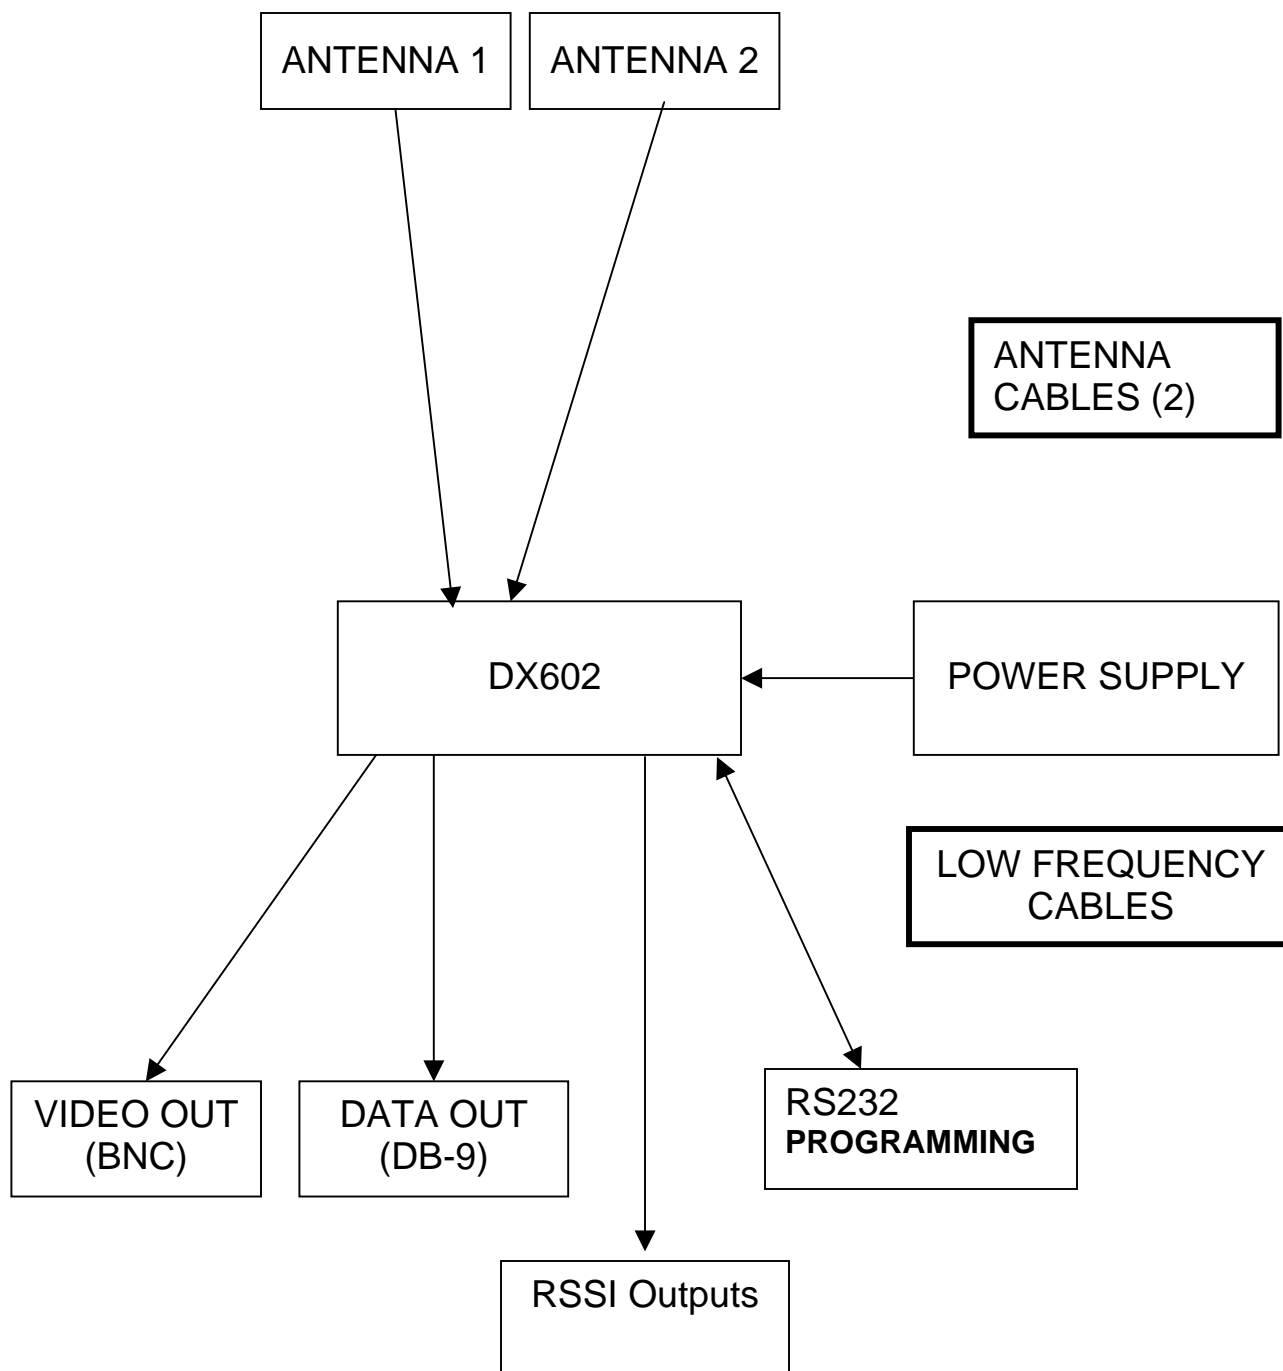 ANTENNA 1
ANTENNA 2
ANTENNA
CABLES (2)
DX602
POWER SUPPLY
LOW FREQUENCY
CABLES
VIDEO OUT
(BNC)
DATA OUT
(DB-9)
RS232
PROGRAMMING
RSSI Outputs